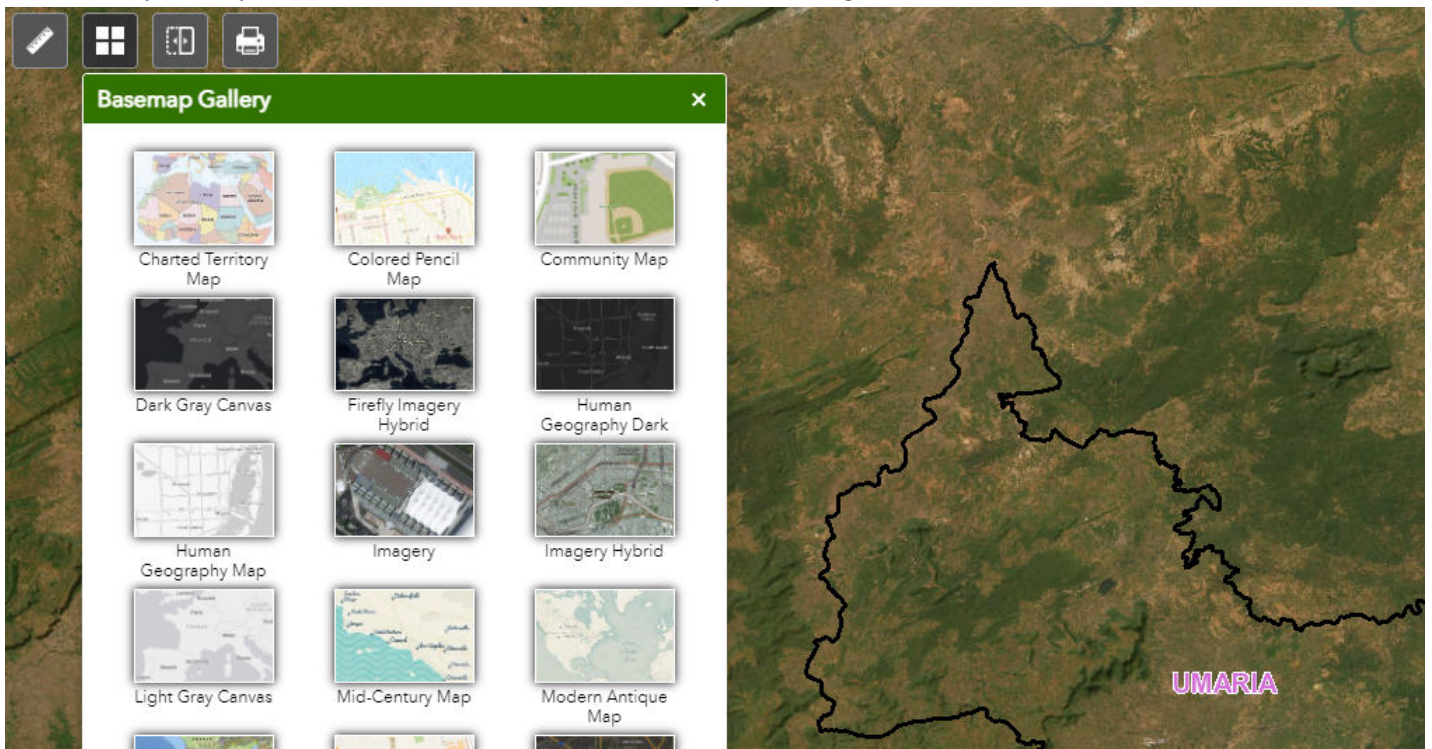 Basemap Gallery ×
Charted Territory
Map
Colored Pencil
Map
Community Map
Dark Gray Canvas
Firefly Imagery
Hybrid
Human
Geography Dark
Human
Geography Map
Imagery
Imagery Hybrid
Light Gray Canvas
Mid-Century Map
Modern Antique
Map
UMARIA